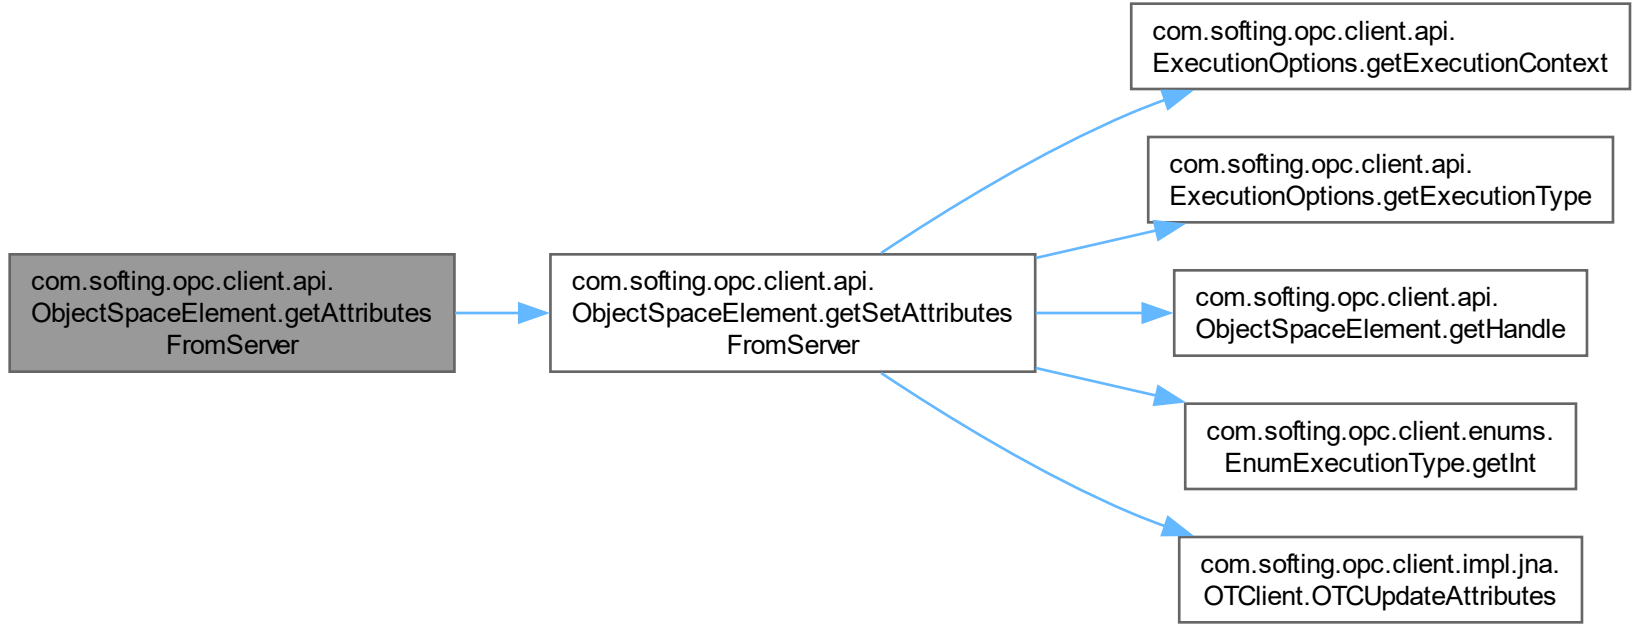 com.softing.opc.client.api.
ObjectSpaceElement.getAttributes
FromServer
com.softing.opc.client.api.
ObjectSpaceElement.getSetAttributes
FromServer
com.softing.opc.client.api.
ExecutionOptions.getExecutionContext
com.softing.opc.client.api.
ExecutionOptions.getExecutionType
com.softing.opc.client.api.
ObjectSpaceElement.getHandle
com.softing.opc.client.enums.
EnumExecutionType.getInt
com.softing.opc.client.impl.jna.
OTClient.OTCUpdateAttributes